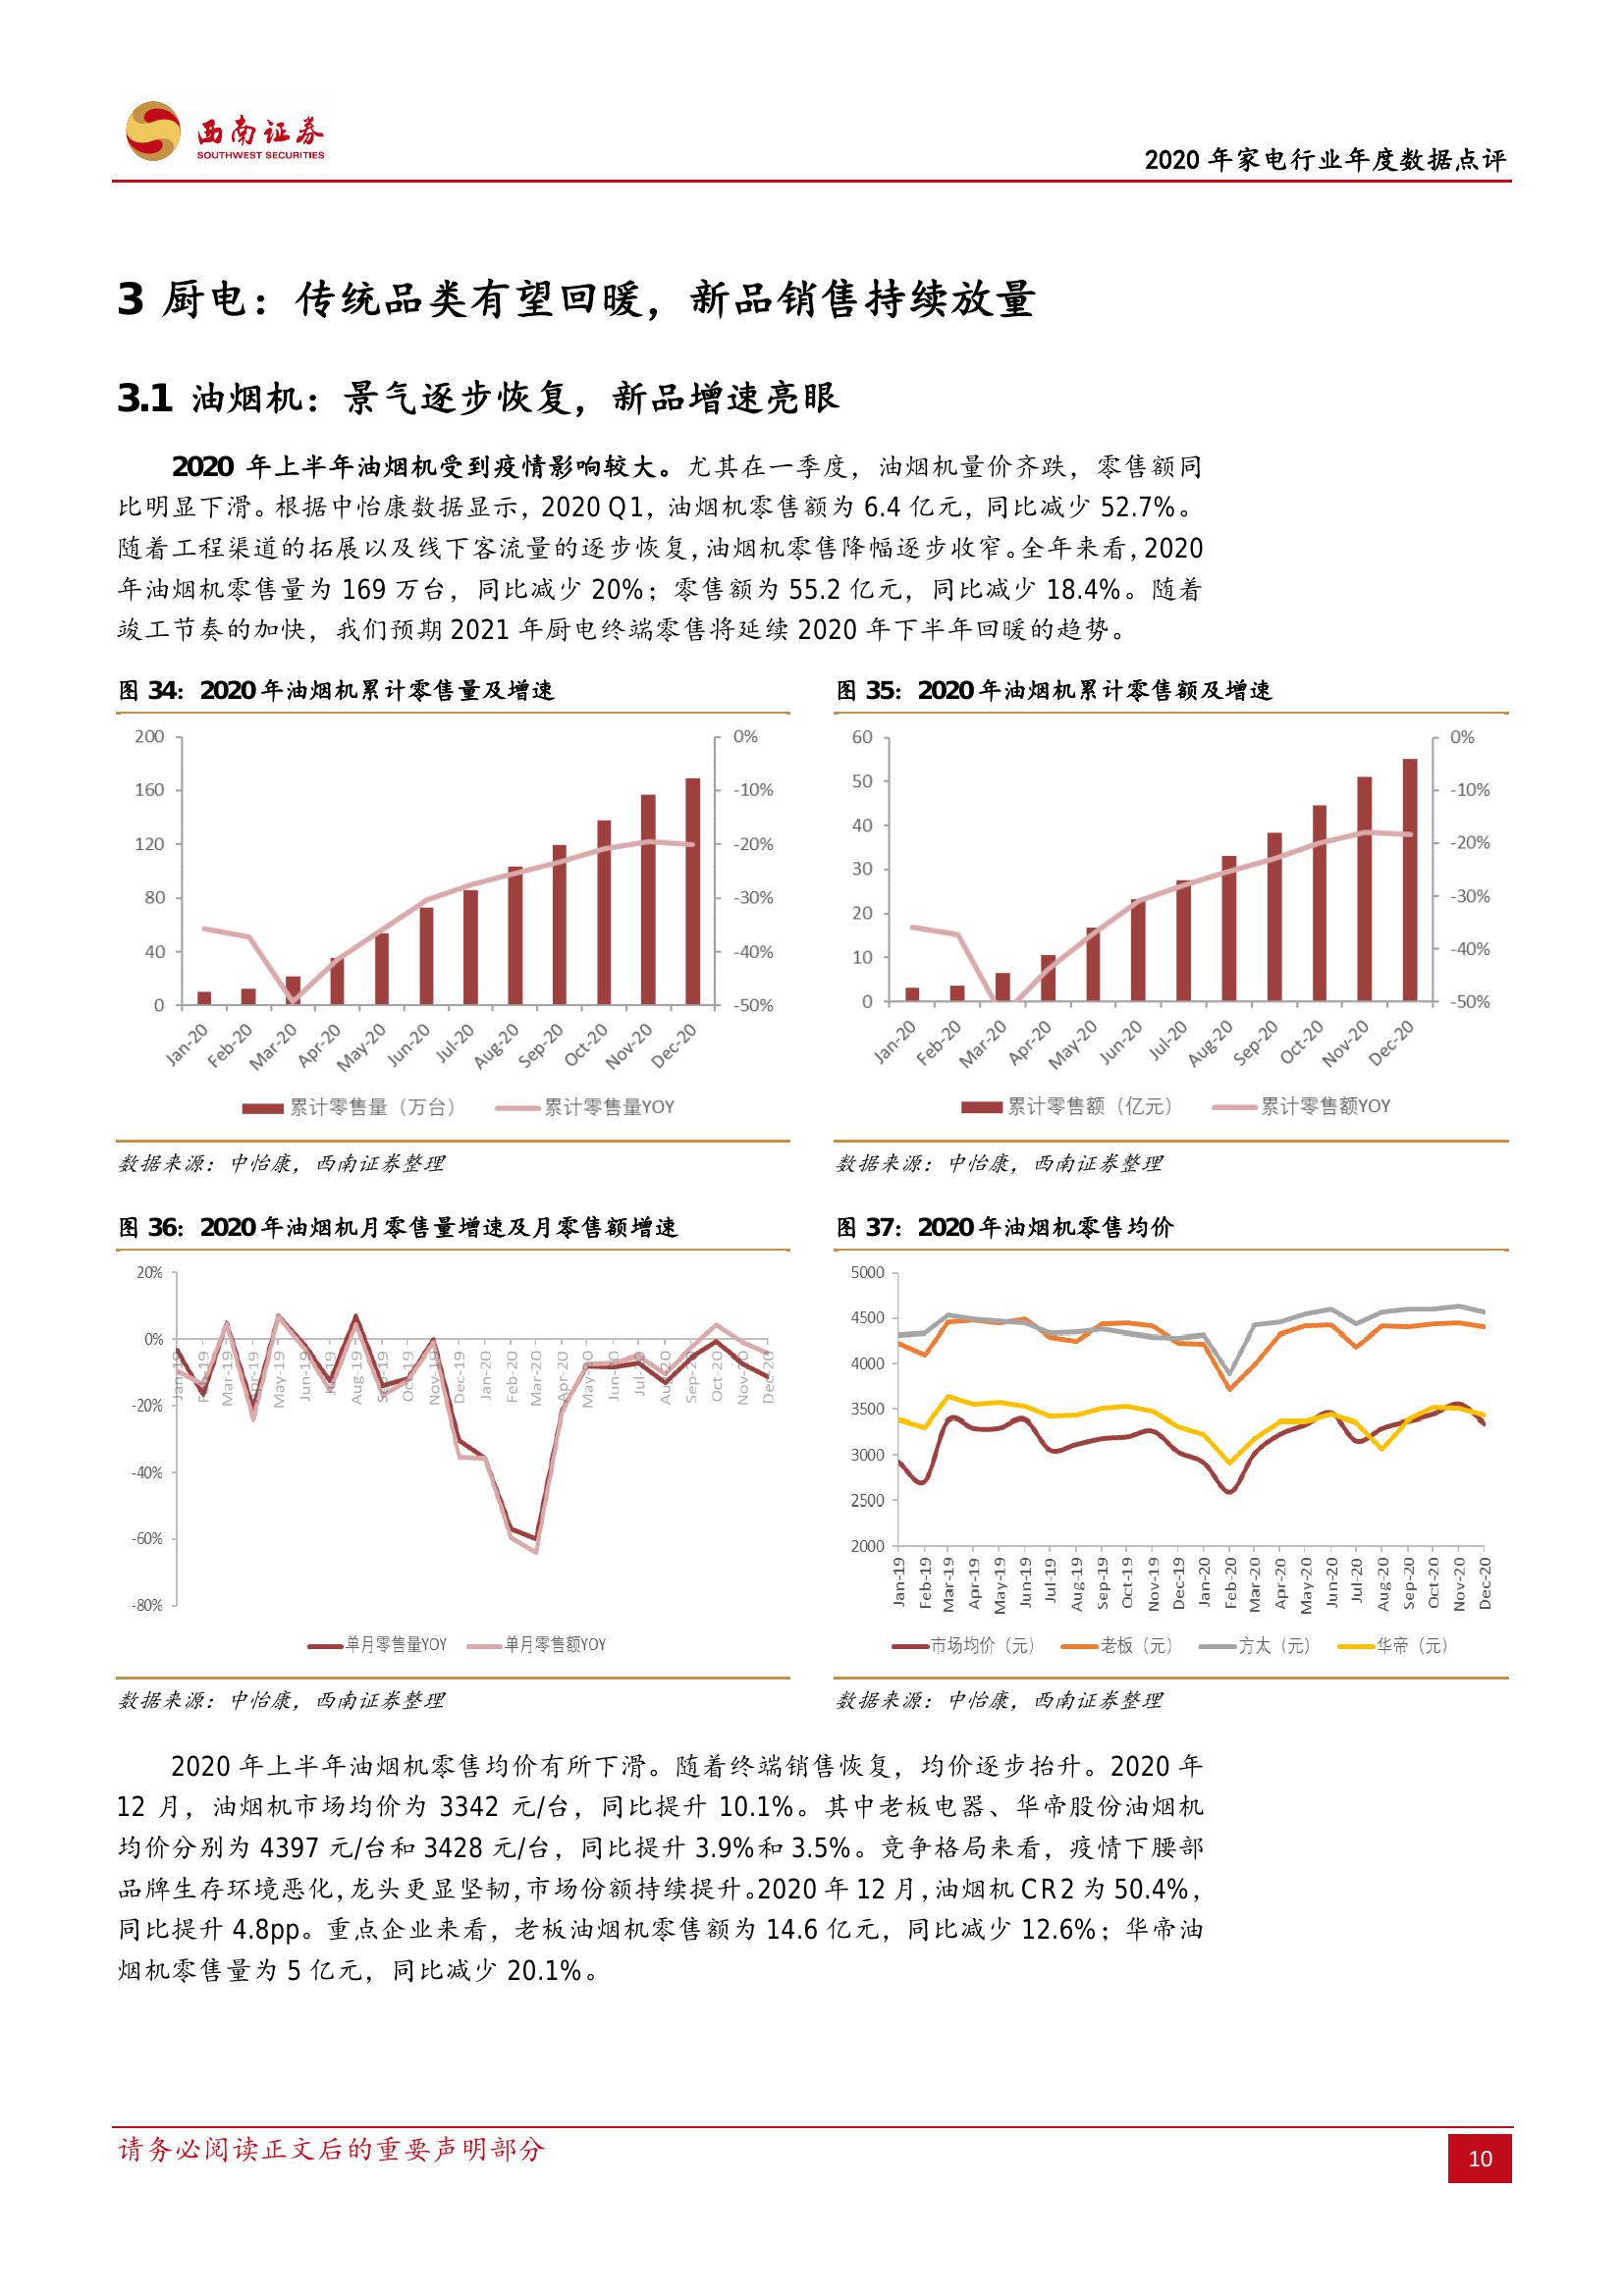 西南证券
SOUTHWEST SECURITIES
2020 年家电行业年度数据点评
3 厨电：传统品类有望回暖，新品销售持续放量
3.1 油烟机：景气逐步恢复，新品增速亮眼
2020 年上半年油烟机受到疫情影响较大。尤其在一季度，油烟机量价齐跌，零售额同
比明显下滑。根据中怡康数据显示，2020 Q1，油烟机零售额为 6.4 亿元，同比减少 52.7%。
随着工程渠道的拓展以及线下客流量的逐步恢复，油烟机零售降幅逐步收窄。全年来看，2020
年油烟机零售量为 169 万台，同比减少 20%；零售额为 55.2 亿元，同比减少 18.4%。随着
竣工节奏的加快，我们预期 2021 年厨电终端零售将延续 2020 年下半年回暖的趋势。
图 34：2020 年油烟机累计零售量及增速
200
160
120
80
40
0
0%
-10%
-20%
-30%
-40%
-50%
Jan-20 Feb-20 Mar-20 Apr-20 May-20 Jun-20 Jul-20 Aug-20 Sep-20 Oct-20 Nov-20 Dec-20
累计零售量（万台） 累计零售量YOY
数据来源：中怡康，西南证券整理
图 35：2020 年油烟机累计零售额及增速
60
50
40
30
20
10
0
0%
-10%
-20%
-30%
-40%
-50%
Jan-20 Feb-20 Mar-20 Apr-20 May-20 Jun-20 Jul-20 Aug-20 Sep-20 Oct-20 Nov-20 Dec-20
累计零售额（亿元） 累计零售额YOY
数据来源：中怡康，西南证券整理
图 36：2020 年油烟机月零售量增速及月零售额增速
20%
0%
-20%
-40%
-60%
-80%
Jan-19 Feb-19 Mar-19 Apr-19 May-19 Jun-19 Jul-19 Aug-19 Sep-19 Oct-19 Nov-19 Dec-19 Jan-20 Feb-20 Mar-20 Apr-20 May-20 Jun-20 Jul-20 Aug-20 Sep-20 Oct-20 Nov-20 Dec-20
单月零售量YOY 单月零售额YOY
数据来源：中怡康，西南证券整理
图 37：2020 年油烟机零售均价
5000
4500
4000
3500
3000
2500
2000
Jan-19 Feb-19 Mar-19 Apr-19 May-19 Jun-19 Jul-19 Aug-19 Sep-19 Oct-19 Nov-19 Dec-19 Jan-20 Feb-20 Mar-20 Apr-20 May-20 Jun-20 Jul-20 Aug-20 Sep-20 Oct-20 Nov-20 Dec-20
市场均价（元） 老板（元） 方太（元） 华帝（元）
数据来源：中怡康，西南证券整理
2020 年上半年油烟机零售均价有所下滑。随着终端销售恢复，均价逐步抬升。2020 年
12 月，油烟机市场均价为 3342 元/台，同比提升 10.1%。其中老板电器、华帝股份油烟机
均价分别为 4397 元/台和 3428 元/台，同比提升 3.9%和 3.5%。竞争格局来看，疫情下腰部
品牌生存环境恶化，龙头更显坚韧，市场份额持续提升。2020 年 12 月，油烟机 CR2 为 50.4%，
同比提升 4.8pp。重点企业来看，老板油烟机零售额为 14.6 亿元，同比减少 12.6%；华帝油
烟机零售量为 5 亿元，同比减少 20.1%。
请务必阅读正文后的重要声明部分
10